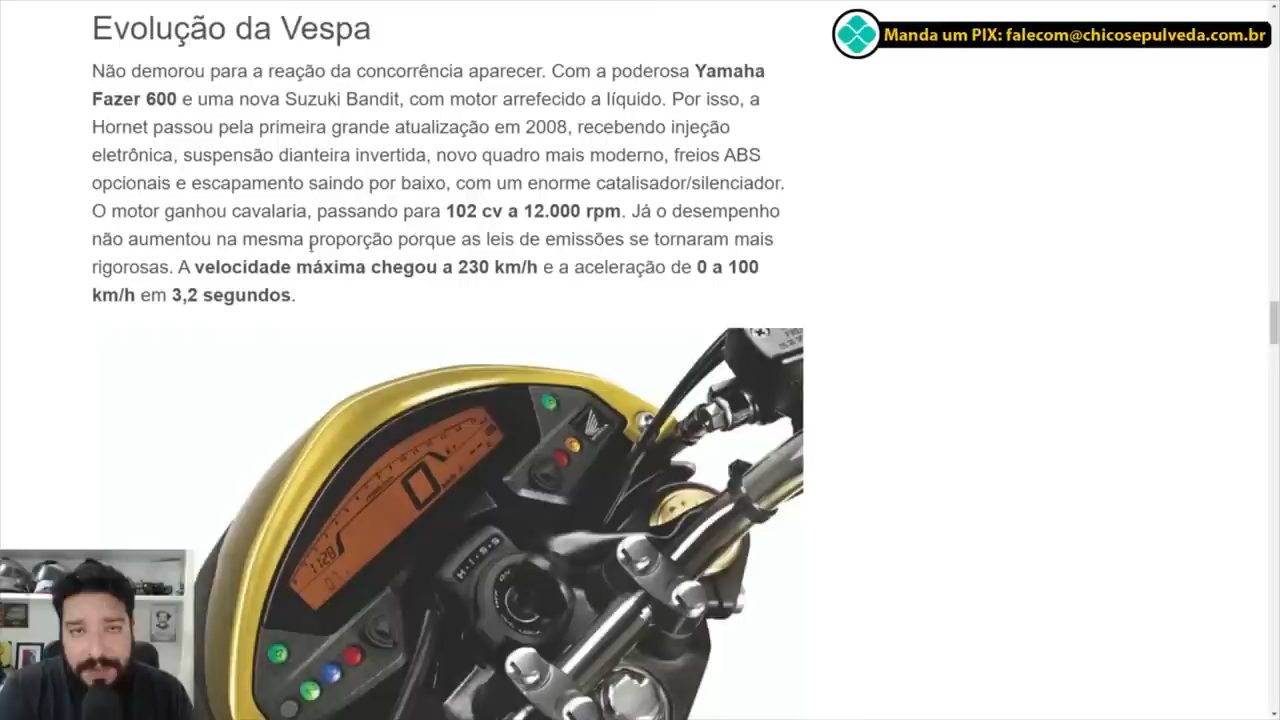 Evolução da Vespa
Manda um PIX: falecom@chicosepulveda.com.br
Não demorou para a reação da concorrência aparecer. Com a poderosa Yamaha
Fazer 600 e uma nova Suzuki Bandit, com motor arrefecido a líquido. Por isso, a
Hornet passou pela primeira grande atualização em 2008, recebendo injeção
eletrônica, suspensão dianteira invertida, novo quadro mais moderno, freios ABS
opcionais e escapamento saindo por baixo, com um enorme catalisador/silenciador.
O motor ganhou cavalaria, passando para 102 cv a 12.000 rpm. Já o desempenho
não aumentou na mesma proporção porque as leis de emissões se tornaram mais
rigorosas. A velocidade máxima chegou a 230 km/h e a aceleração de 0 a 100
km/h em 3,2 segundos.
0
1128
H·I·S·S
ON